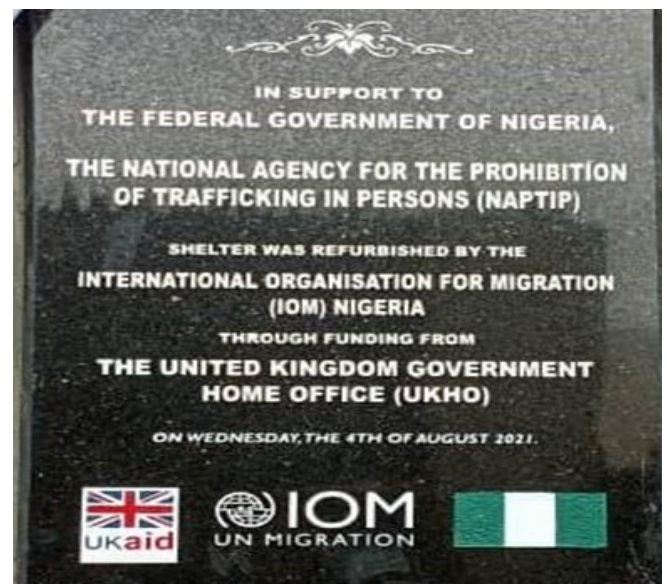 IN SUPPORT TO
THE FEDERAL GOVERNMENT OF NIGERIA,
THE NATIONAL AGENCY FOR THE PROHIBITION
OF TRAFFICKING IN PERSONS (NAPTIP)
SHELTER WAS REFURBISHED BY THE
INTERNATIONAL ORGANISATION FOR MIGRATION
(IOM) NIGERIA
THROUGH FUNDING FROM
THE UNITED KINGDOM GOVERNMENT
HOME OFFICE (UKHO)
ON WEDNESDAY, THE 4TH OF AUGUST 2021.
UKaid
IOM
UN MIGRATION